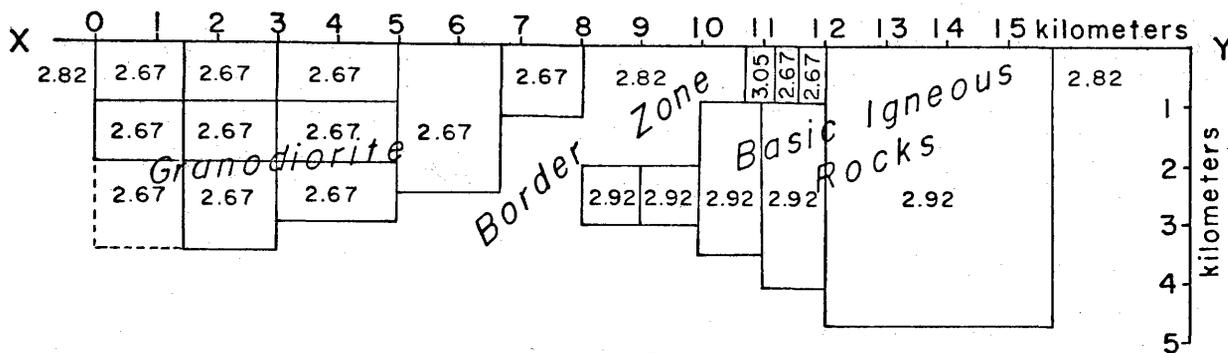 0 1 2 3 4 5 6 7 8 9 10 11 12 13 14 15 kilometers
X Y
2.82 2.67 2.67 2.67 2.67 2.67 2.82 3.05 2.67 2.67 2.82
Zone Basic Igneous
1
2.67 2.67 2.67
Granodiorite Border Rocks
2
2.67 2.67 2.67 2.92 2.92 2.92 2.92 2.92
3
kilometers
4
5